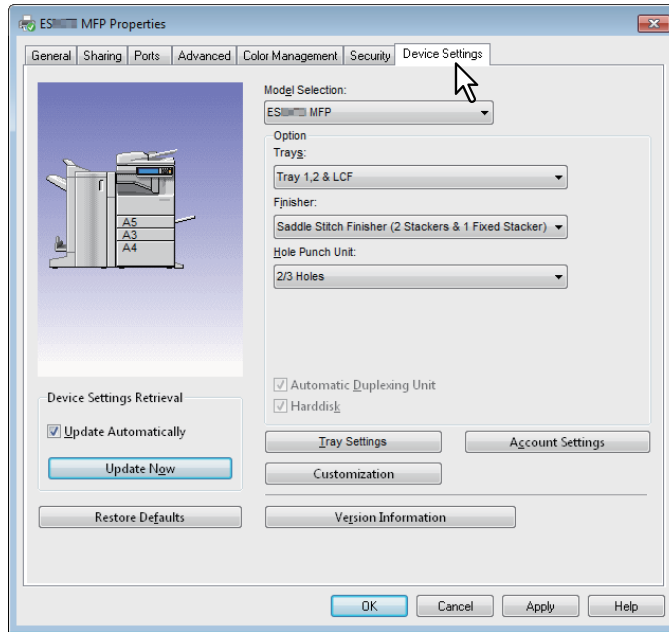 ES MFP Properties
General Sharing Ports Advanced Color Management Security Device Settings
Model Selection:
ES MFP
Option
Trays:
Tray 1,2 & LCF
Finisher:
Saddle Stitch Finisher (2 Stackers & 1 Fixed Stacker)
Hole Punch Unit:
2/3 Holes
A5
A3
A4
Automatic Duplexing Unit
Harddisk
Device Settings Retrieval
Update Automatically
Update Now
Tray Settings
Account Settings
Customization
Restore Defaults
Version Information
OK Cancel Apply Help